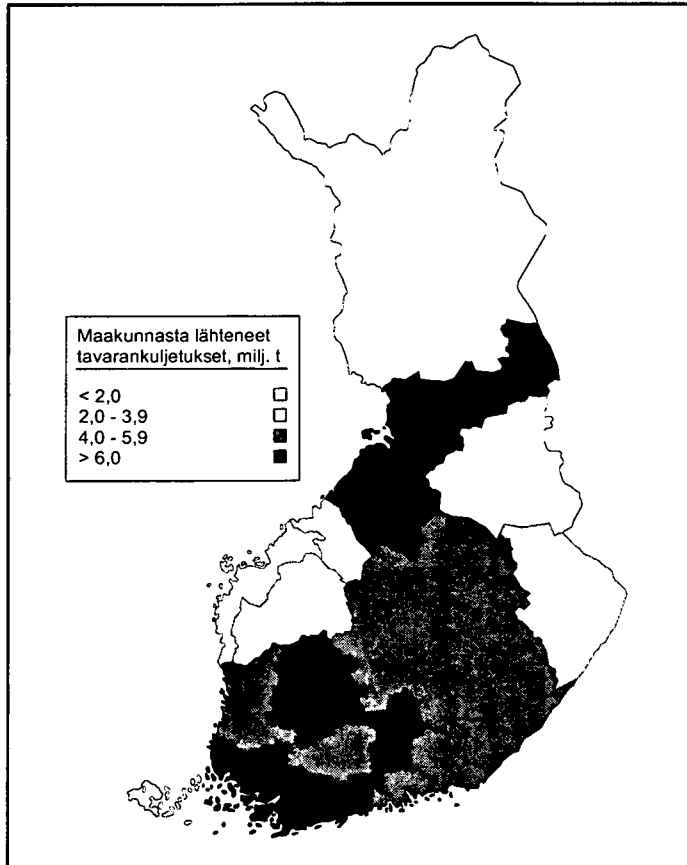 Maakunnasta lähteneet
tavarankuljetukset, milj. t
< 2,0
2,0 - 3,9
4,0 - 5,9
> 6,0